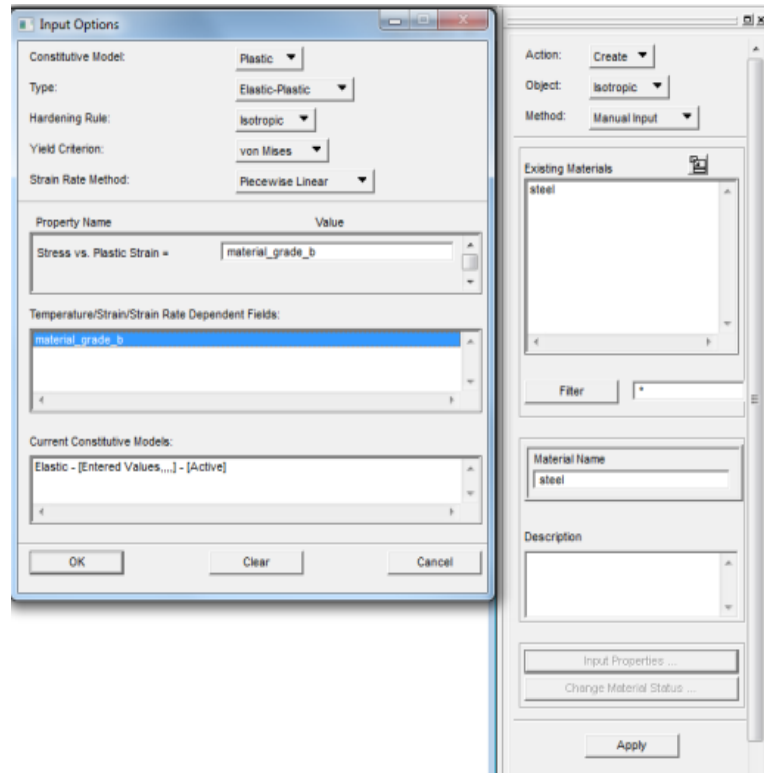 Input Options
Constitutive Model: Plastic
Type: Elastic-Plastic
Hardening Rule: Isotropic
Yield Criterion: von Mises
Strain Rate Method: Piecewise Linear
Property Name Value
Stress vs. Plastic Strain = material_grade_b
Temperature/Strain/Strain Rate Dependent Fields:
material_grade_b
Current Constitutive Models:
Elastic - [Entered Values,,,,] - [Active]
OK Clear Cancel
Action: Create
Object: Isotropic
Method: Manual Input
Existing Materials
steel
Filter *
Material Name
steel
Description
Input Properties ...
Change Material Status ...
Apply